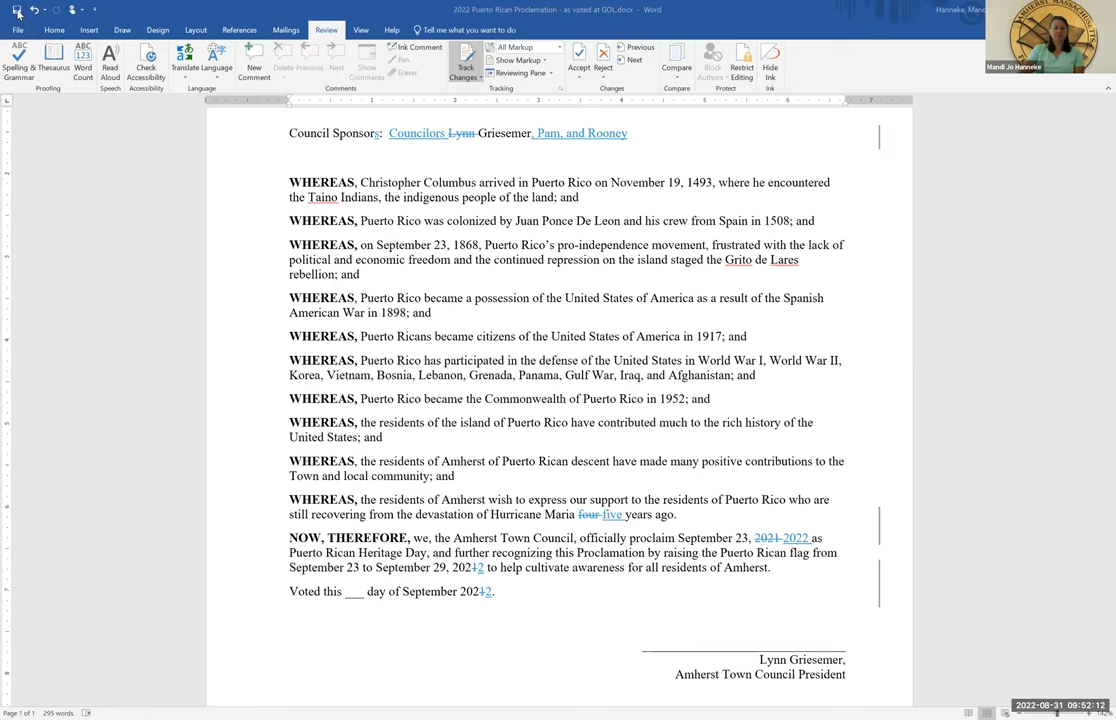 2022 Puerto Rican Proclamation - as voted at GOL.docx - Word
Hanneke, Mand
File Home Insert Draw Design Layout References Mailings Review View Help Tell me what you want to do
Spelling & Grammar Thesaurus Word Count Read Aloud Check Accessibility Translate Language New Comment Delete Previous Next Show Comments Ink Comment Pen Eraser Track Changes All Markup Show Markup Reviewing Pane Accept Reject Previous Next Compare Block Authors Restrict Editing Hide Ink
Proofing Speech Accessibility Language Comments Tracking Changes Compare Protect Ink
Mandi Jo Hanneke
Council Sponsors: Councilors Lynn Griesemer, Pam, and Rooney
WHEREAS, Christopher Columbus arrived in Puerto Rico on November 19, 1493, where he encountered
the Taíno Indians, the indigenous people of the land; and
WHEREAS, Puerto Rico was colonized by Juan Ponce De Leon and his crew from Spain in 1508; and
WHEREAS, on September 23, 1868, Puerto Rico’s pro-independence movement, frustrated with the lack of
political and economic freedom and the continued repression on the island staged the Grito de Lares
rebellion; and
WHEREAS, Puerto Rico became a possession of the United States of America as a result of the Spanish
American War in 1898; and
WHEREAS, Puerto Ricans became citizens of the United States of America in 1917; and
WHEREAS, Puerto Rico has participated in the defense of the United States in World War I, World War II,
Korea, Vietnam, Bosnia, Lebanon, Grenada, Panama, Gulf War, Iraq, and Afghanistan; and
WHEREAS, Puerto Rico became the Commonwealth of Puerto Rico in 1952; and
WHEREAS, the residents of the island of Puerto Rico have contributed much to the rich history of the
United States; and
WHEREAS, the residents of Amherst of Puerto Rican descent have made many positive contributions to the
Town and local community; and
WHEREAS, the residents of Amherst wish to express our support to the residents of Puerto Rico who are
still recovering from the devastation of Hurricane Maria four five years ago.
NOW, THEREFORE, we, the Amherst Town Council, officially proclaim September 23, 2021 2022 as
Puerto Rican Heritage Day, and further recognizing this Proclamation by raising the Puerto Rican flag from
September 23 to September 29, 20212 to help cultivate awareness for all residents of Amherst.
Voted this ___ day of September 20212.
Lynn Griesemer,
Amherst Town Council President
2022-08-31 09:52:12
Page 1 of 1 295 words